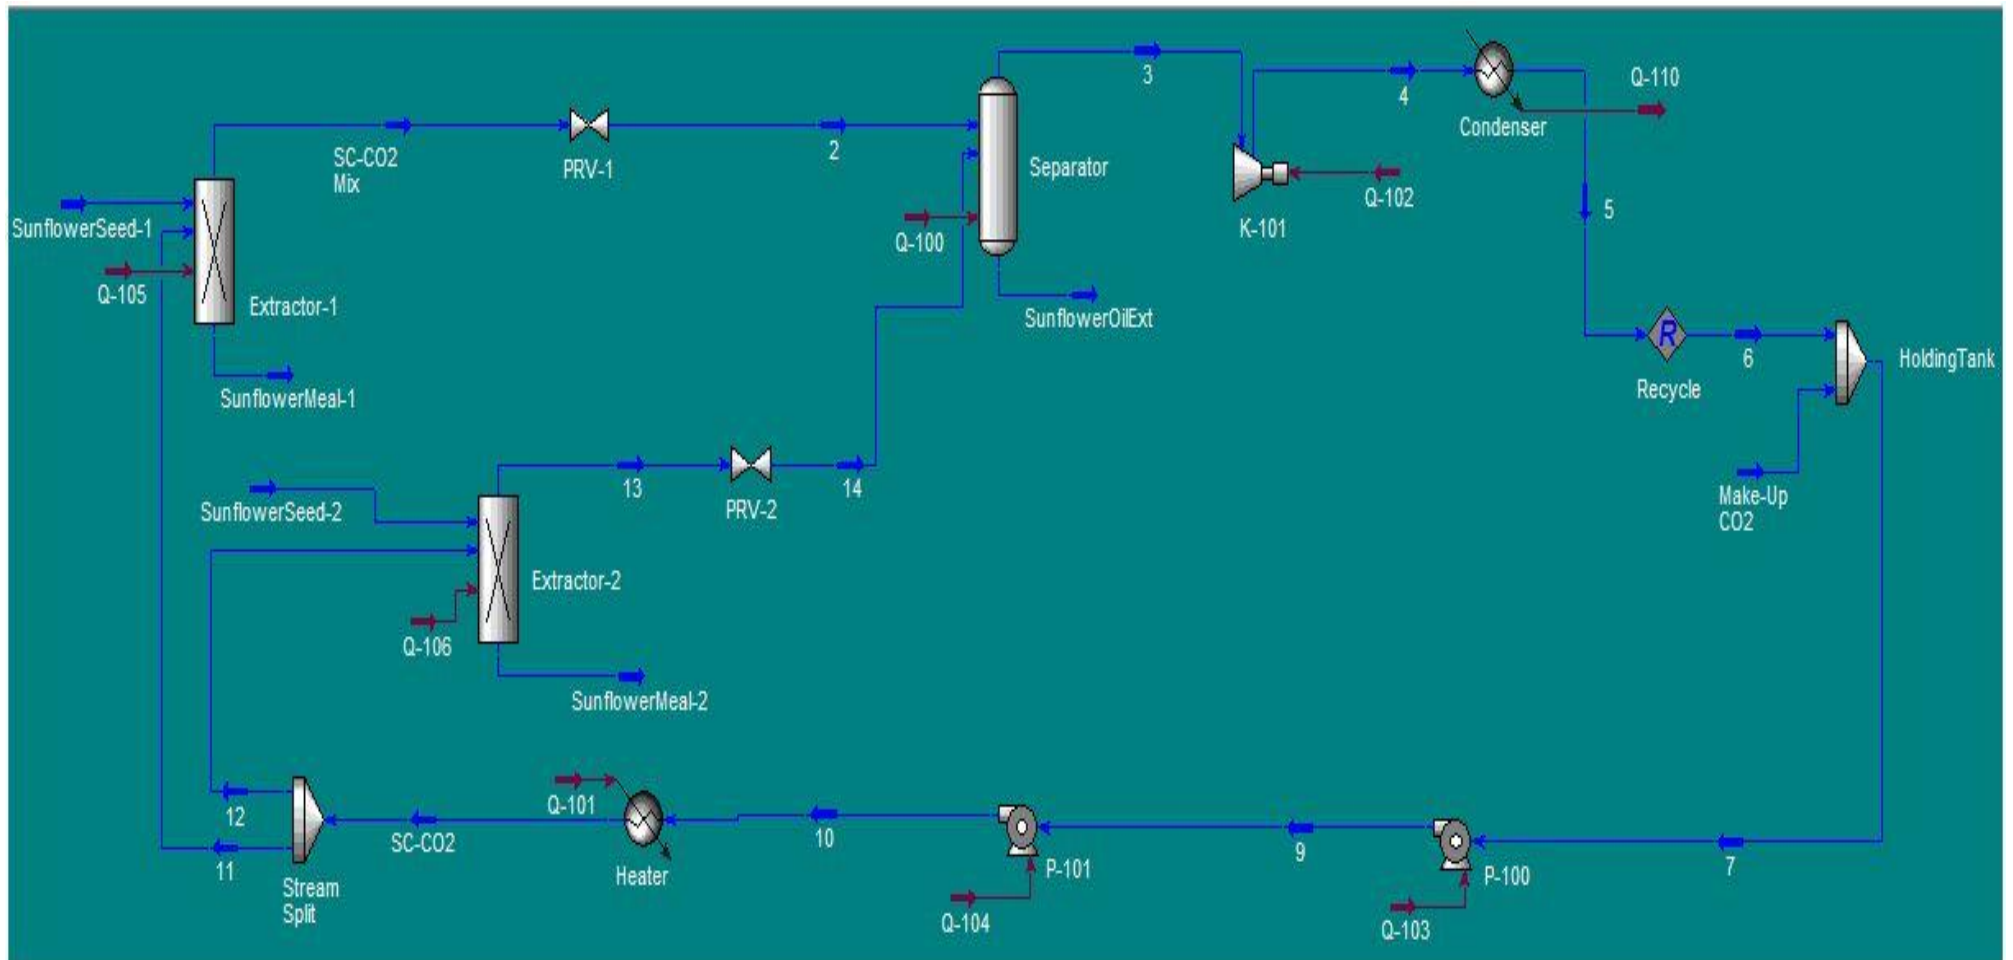 3
4
Q-110
Condenser
SC-CO2
Mix
PRV-1
2
Separator
Q-102
K-101
5
SunflowerSeed-1
Q-100
Q-105
Extractor-1
SunflowerOilExt
R
6
HoldingTank
Recycle
SunflowerMeal-1
13
PRV-2
14
SunflowerSeed-2
Make-Up
CO2
Extractor-2
Q-106
SunflowerMeal-2
Q-101
12
SC-CO2
10
9
7
11
Heater
P-101
P-100
Stream
Split
Q-104
Q-103